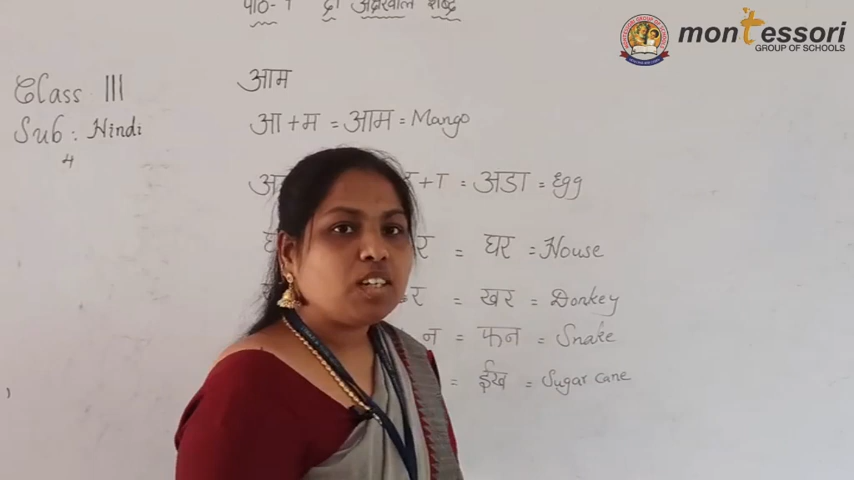 पाठ-1 दो अक्षरवाले शब्द
montessori
GROUP OF SCHOOLS
Class III
Sub : Hindi
4
आम
आ + म = आम = Mango
+ ा = अडा = Egg
र = घर = House
र = खर = Donkey
न = फन = Snake
= ईख = Sugar cane